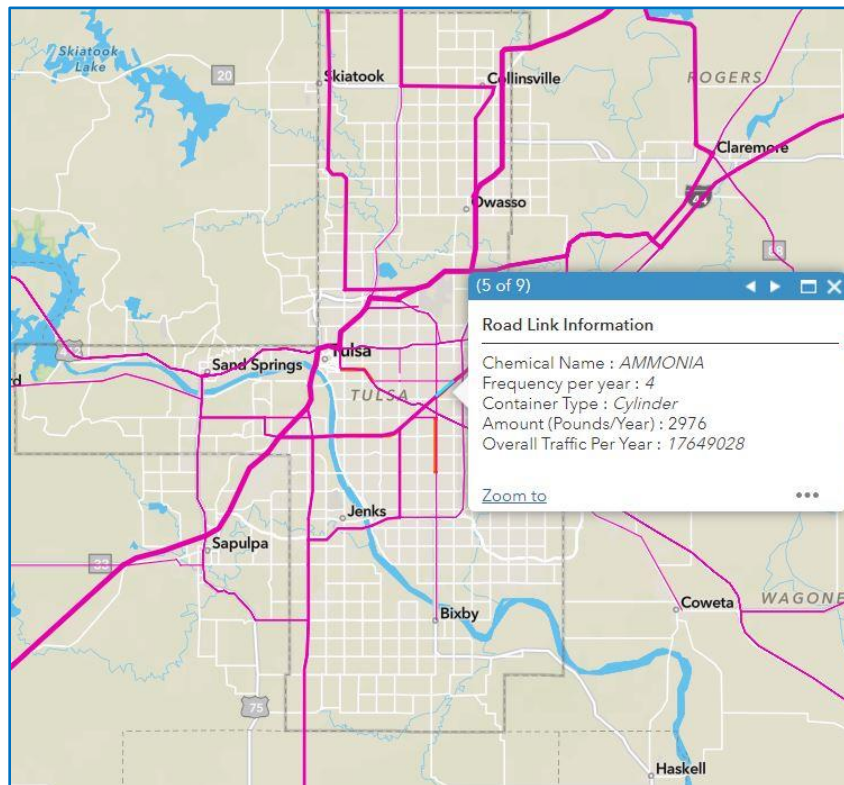 Skiatook
Lake
20
Skiatook
Collinsville
ROGERS
Claremore
Owasso
88
(5 of 9)
Road Link Information
Chemical Name : AMMONIA
Frequency per year : 4
Container Type : Cylinder
Amount (Pounds/Year) : 2976
Overall Traffic Per Year : 17649028
Zoom to
Tulsa
Sand Springs
TULSA
Jenks
Sapulpa
33
Bixby
Coweta
WAGONE
75
Haskell